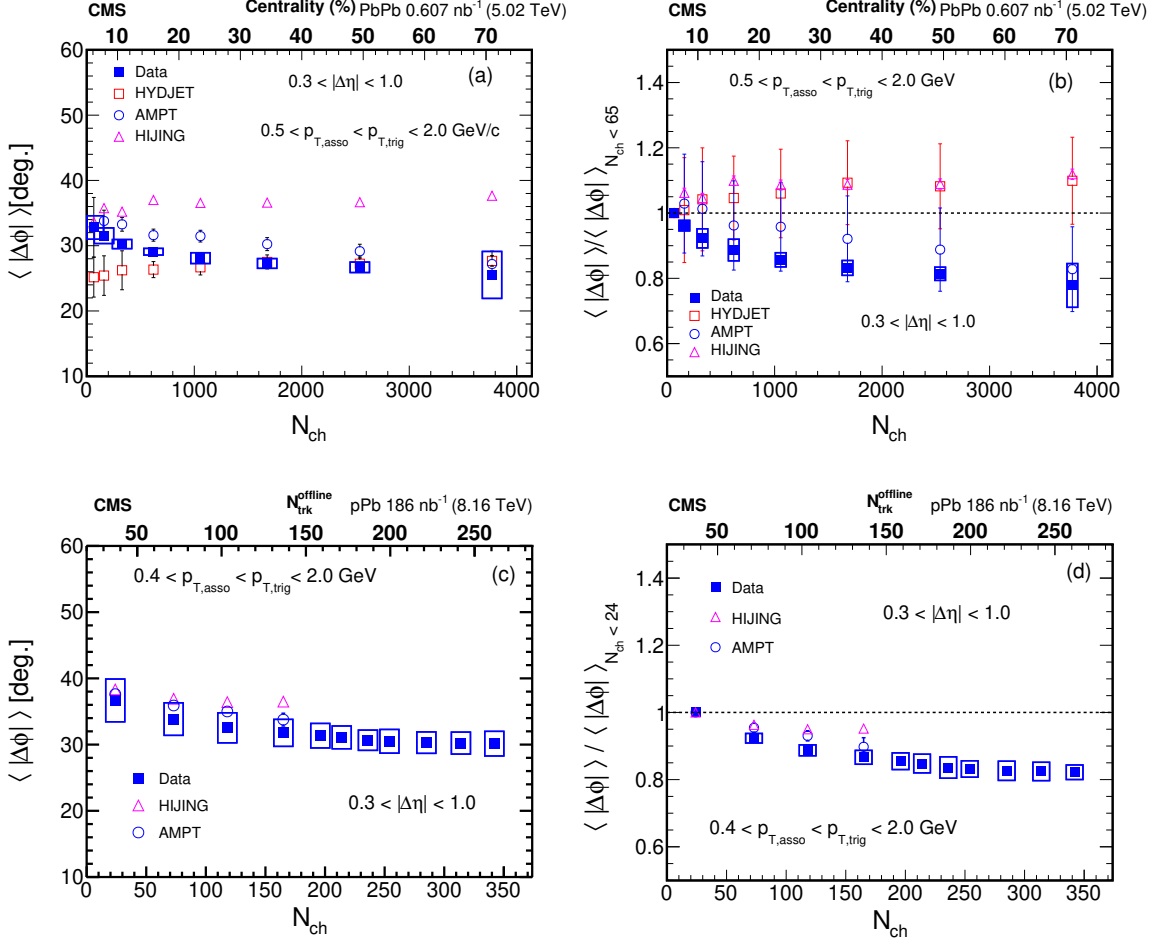 CMS Centrality (%) PbPb 0.607 nb⁻¹ (5.02 TeV)
10 20 30 40 50 60 70
⟨ |Δϕ| ⟩[deg.]
60
50
40
30
20
10
(a)
Data
HYDJET
AMPT
HIJING
0.3 < |Δη| < 1.0
0.5 < p_T,asso < p_T,trig < 2.0 GeV/c
0 1000 2000 3000 4000
N_ch
CMS Centrality (%) PbPb 0.607 nb⁻¹ (5.02 TeV)
10 20 30 40 50 60 70
⟨ |Δϕ| ⟩/⟨ |Δϕ| ⟩_N_ch < 65
1.4
1.2
1
0.8
0.6
0.5 < p_T,asso < p_T,trig < 2.0 GeV
(b)
Data
HYDJET
AMPT
HIJING
0.3 < |Δη| < 1.0
0 1000 2000 3000 4000
N_ch
CMS N_trk^offline pPb 186 nb⁻¹ (8.16 TeV)
50 100 150 200 250
⟨ |Δϕ| ⟩ [deg.]
60
50
40
30
20
10
0.4 < p_T,asso < p_T,trig < 2.0 GeV
(c)
Data
HIJING
AMPT
0.3 < |Δη| < 1.0
0 50 100 150 200 250 300 350
N_ch
CMS N_trk^offline pPb 186 nb⁻¹ (8.16 TeV)
50 100 150 200 250
⟨ |Δϕ| ⟩ / ⟨ |Δϕ| ⟩_N_ch < 24
1.4
1.2
1
0.8
0.6
(d)
Data
HIJING
AMPT
0.3 < |Δη| < 1.0
0.4 < p_T,asso < p_T,trig < 2.0 GeV
0 50 100 150 200 250 300 350
N_ch